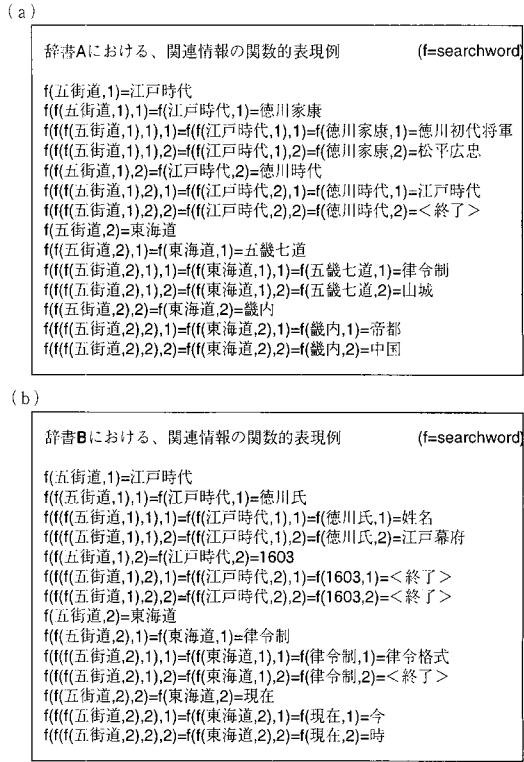 (a)
辞書Aにおける、関連情報の関数的表現例 (f=searchword)
f(五街道,1)=江戸時代
f(f(五街道,1),1)=f(江戸時代,1)=徳川家康
f(f(f(五街道,1),1,1)=f(f(江戸時代,1),1)=f(徳川家康,1)=徳川初代将軍
f(f(f(五街道,1),1,2)=f(f(江戸時代,1),2)=f(徳川家康,2)=松平広忠
f(f(五街道,1),2)=f(江戸時代,2)=徳川時代
f(f(f(五街道,1),2),1)=f(f(江戸時代,2),1)=f(徳川時代,1)=江戸時代
f(f(f(五街道,1),2),2)=f(f(江戸時代,2),2)=f(徳川時代,2)=<終了>
f(五街道,2)=東海道
f(f(五街道,2),1)=f(東海道,1)=五畿七道
f(f(f(五街道,2),1),1)=f(f(東海道,1),1)=f(五畿七道,1)=律令制
f(f(f(五街道,2),1),2)=f(f(東海道,1),2)=f(五畿七道,2)=山城
f(f(五街道,2),2)=f(東海道,2)=畿内
f(f(f(五街道,2),2),1)=f(f(東海道,2),1)=f(畿内,1)=帝都
f(f(f(五街道,2),2),2)=f(f(東海道,2),2)=f(畿内,2)=中国
(b)
辞書Bにおける、関連情報の関数的表現例 (f=searchword)
f(五街道,1)=江戸時代
f(f(五街道,1),1)=f(江戸時代,1)=徳川氏
f(f(f(五街道,1),1),1)=f(f(江戸時代,1),1)=f(徳川氏,1)=姓名
f(f(f(五街道,1),1),2)=f(f(江戸時代,1),2)=f(徳川氏,2)=江戸幕府
f(f(五街道,1),2)=f(江戸時代,2)=1603
f(f(f(五街道,1),2),1)=f(f(江戸時代,2),1)=f(1603,1)=<終了>
f(f(f(五街道,1),2),2)=f(f(江戸時代,2),2)=f(1603,2)=<終了>
f(五街道,2)=東海道
f(f(五街道,2),1)=f(東海道,1)=律令制
f(f(f(五街道,2),1),1)=f(f(東海道,1),1)=f(律令制,1)=律令格式
f(f(f(五街道,2),1),2)=f(f(東海道,1),2)=f(律令制,2)=<終了>
f(f(五街道,2),2)=f(東海道,2)=現在
f(f(f(五街道,2),2),1)=f(f(東海道,2),1)=f(現在,1)=今
f(f(f(五街道,2),2),2)=f(f(東海道,2),2)=f(現在,2)=時